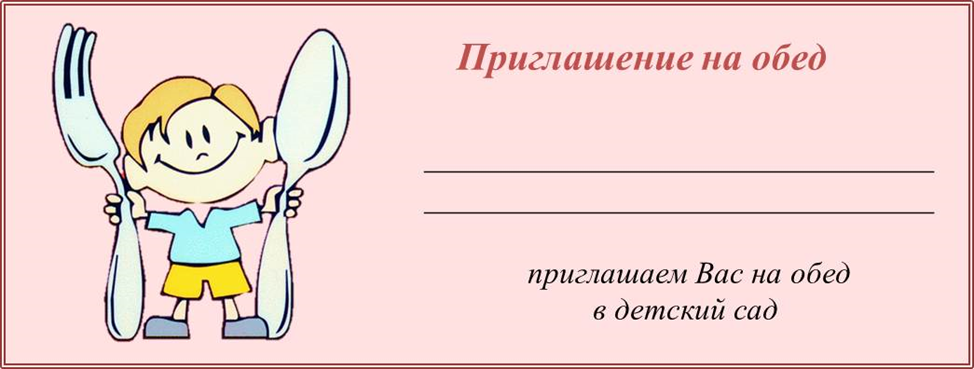 Приглашение на обед
приглашаем Вас на обед
в детский сад